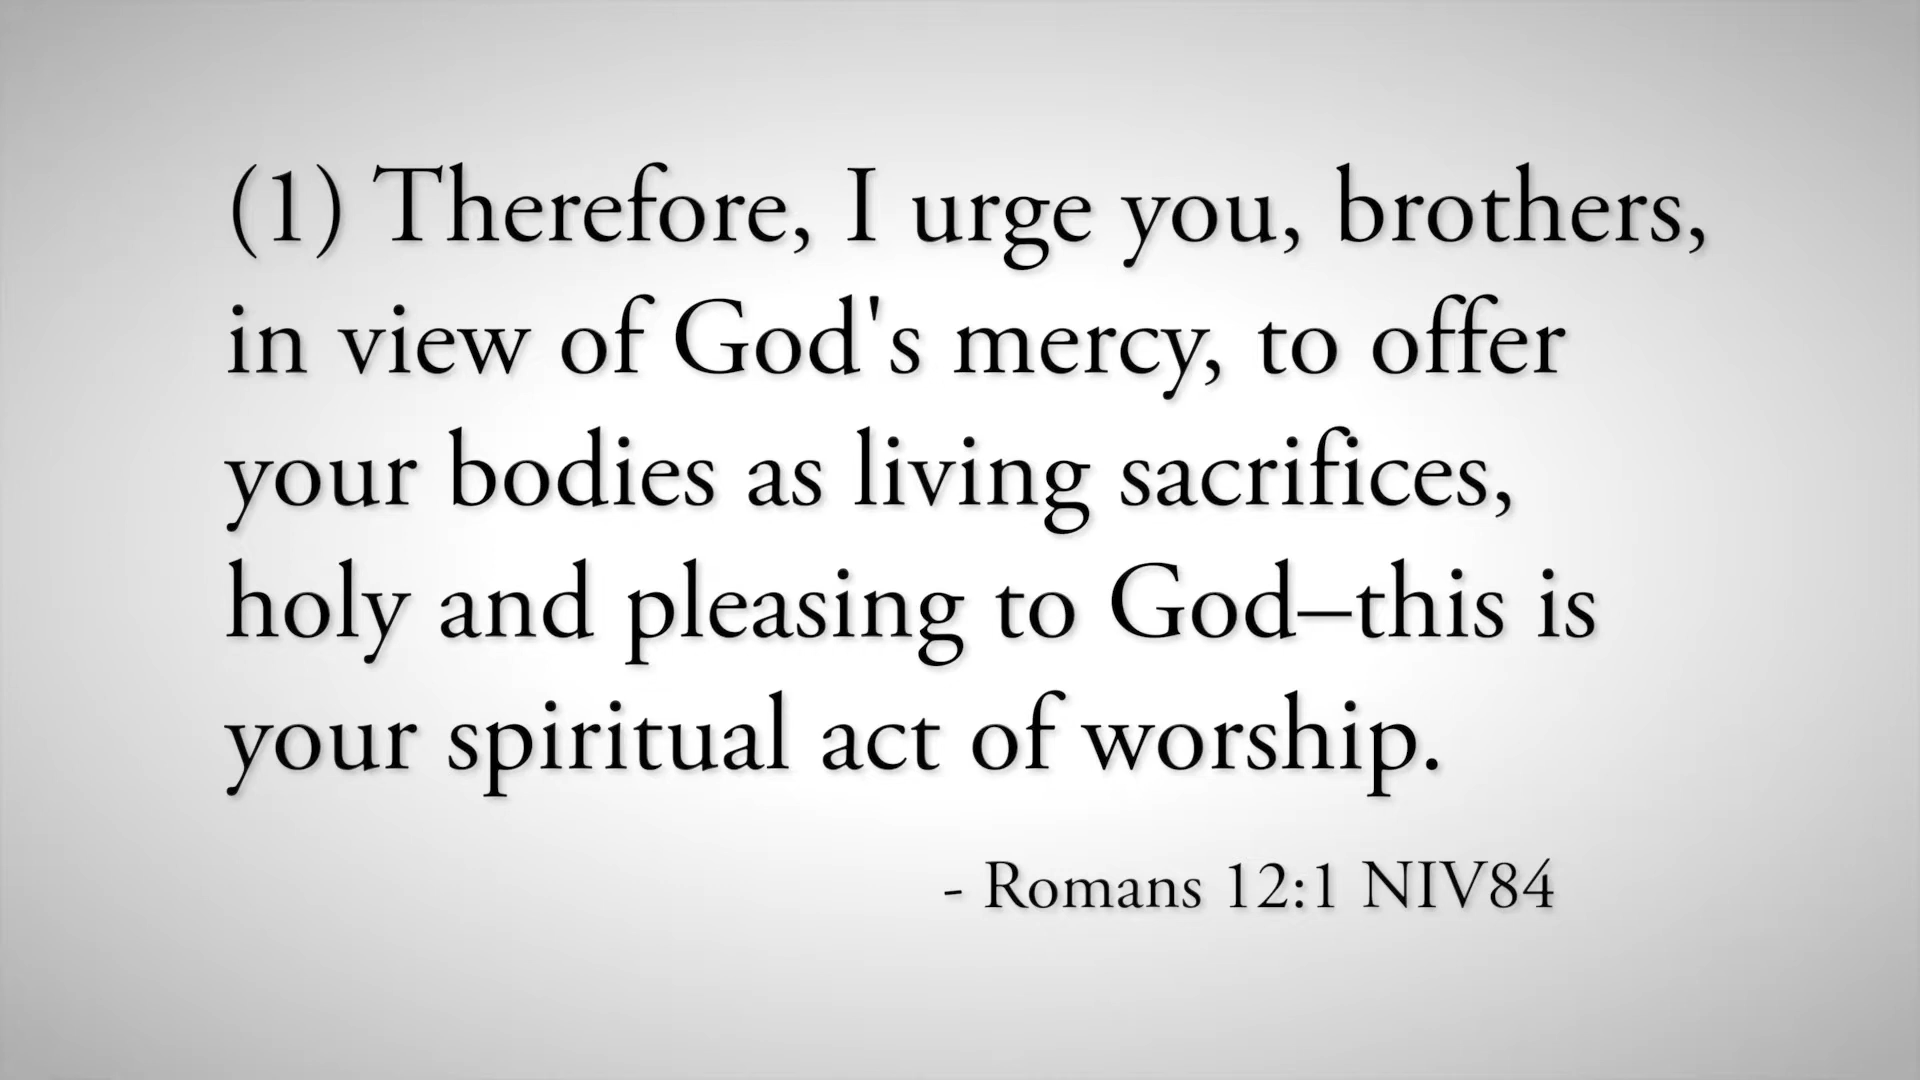 (1) Therefore, I urge you, brothers,
in view of God's mercy, to offer
your bodies as living sacrifices,
holy and pleasing to God–this is
your spiritual act of worship.
- Romans 12:1 NIV84